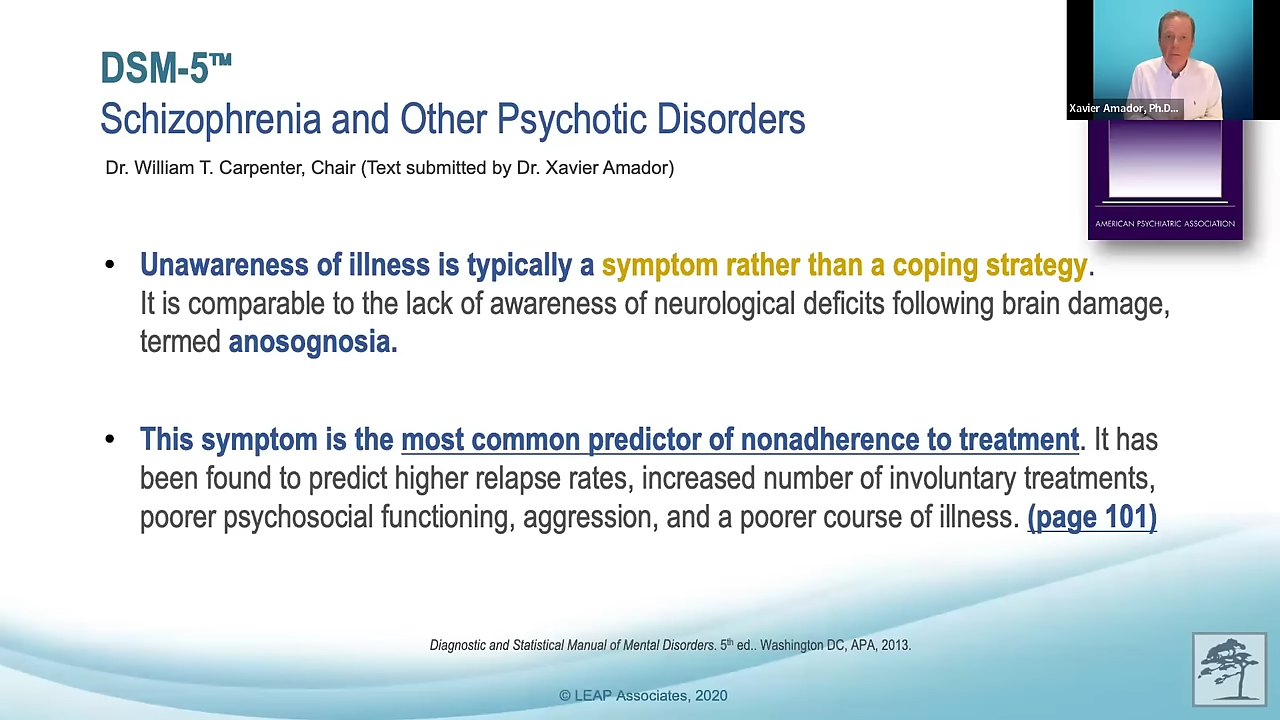 DSM-5™
Schizophrenia and Other Psychotic Disorders
Dr. William T. Carpenter, Chair (Text submitted by Dr. Xavier Amador)
Xavier Amador, Ph.D...
AMERICAN PSYCHIATRIC ASSOCIATION
• Unawareness of illness is typically a symptom rather than a coping strategy.
It is comparable to the lack of awareness of neurological deficits following brain damage,
termed anosognosia.
• This symptom is the most common predictor of nonadherence to treatment. It has
been found to predict higher relapse rates, increased number of involuntary treatments,
poorer psychosocial functioning, aggression, and a poorer course of illness. (page 101)
Diagnostic and Statistical Manual of Mental Disorders. 5th ed.. Washington DC, APA, 2013.
© LEAP Associates, 2020